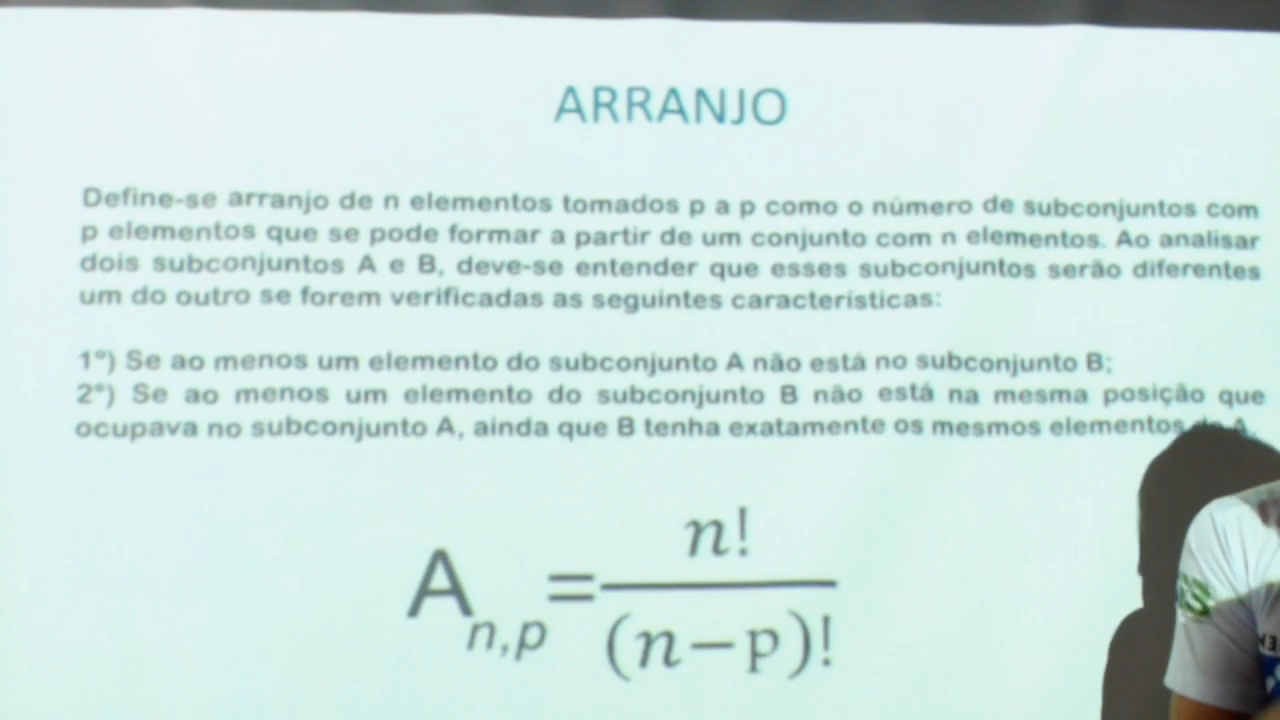 ARRANJO
Define-se arranjo de n elementos tomados p a p como o número de subconjuntos com
p elementos que se pode formar a partir de um conjunto com n elementos. Ao analisar
dois subconjuntos A e B, deve-se entender que esses subconjuntos serão diferentes
um do outro se forem verificadas as seguintes características:
1°) Se ao menos um elemento do subconjunto A não está no subconjunto B;
2°) Se ao menos um elemento do subconjunto B não está na mesma posição que
ocupava no subconjunto A, ainda que B tenha exatamente os mesmos elementos de A.
A n,p = n! / (n-p)!